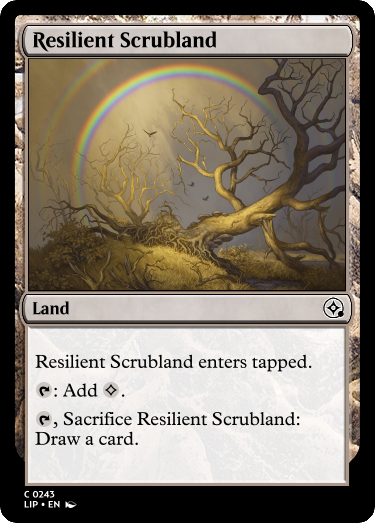 Resilient Scrubland
Land
Resilient Scrubland enters tapped.
: Add .
, Sacrifice Resilient Scrubland:
Draw a card.
C 0243
LIP • EN